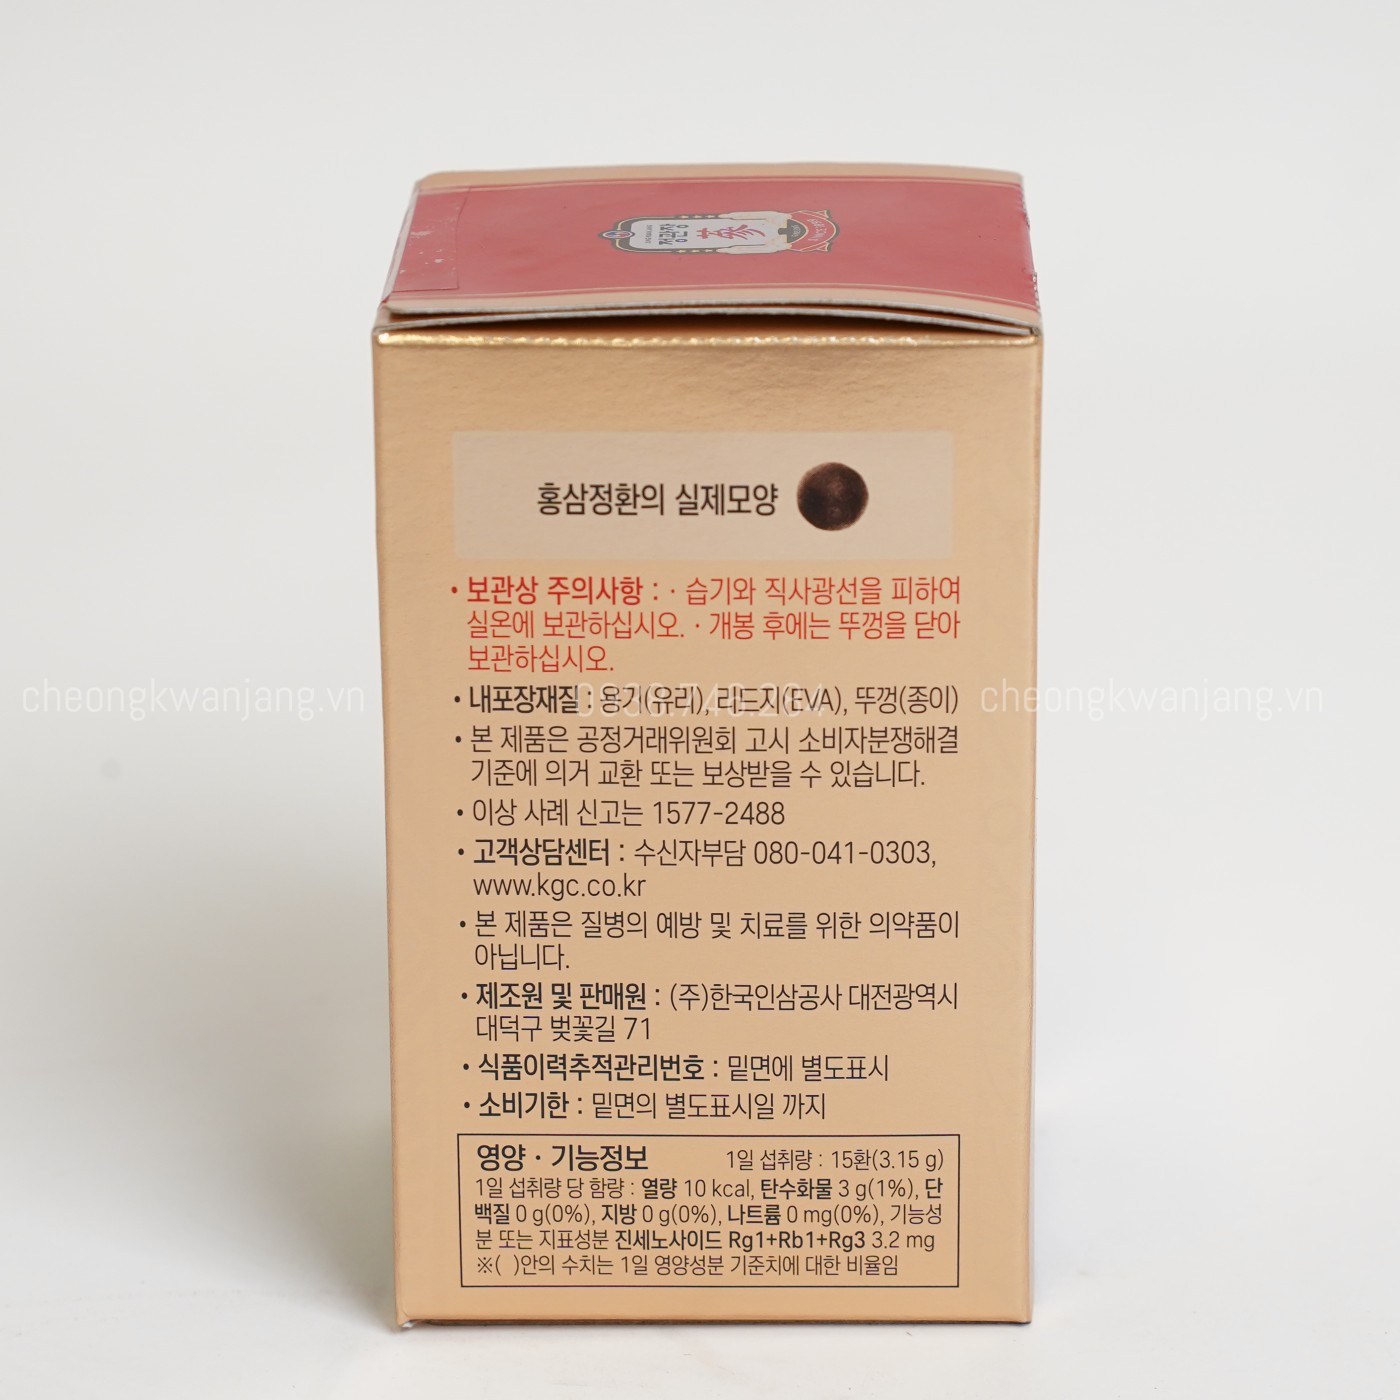 정관장
蔘
홍삼정환의 실제모양
• 보관상 주의사항 : · 습기와 직사광선을 피하여
실온에 보관하십시오. · 개봉 후에는 뚜껑을 닫아
보관하십시오.
cheongkwanjang.vn
cheongkwanjang.vn
• 내포장재질 : 용기(유리), 리드지(EVA), 뚜껑(종이)
• 본 제품은 공정거래위원회 고시 소비자분쟁해결
기준에 의거 교환 또는 보상받을 수 있습니다.
• 이상 사례 신고는 1577-2488
• 고객상담센터 : 수신자부담 080-041-0303,
www.kgc.co.kr
• 본 제품은 질병의 예방 및 치료를 위한 의약품이
아닙니다.
• 제조원 및 판매원 : (주)한국인삼공사 대전광역시
대덕구 벚꽃길 71
• 식품이력추적관리번호 : 밑면에 별도표시
• 소비기한 : 밑면의 별도표시일 까지
영양 · 기능정보 1일 섭취량 : 15환(3.15 g)
1일 섭취량 당 함량 : 열량 10 kcal, 탄수화물 3 g(1%), 단
백질 0 g(0%), 지방 0 g(0%), 나트륨 0 mg(0%), 기능성
분 또는 지표성분 진세노사이드 Rg1+Rb1+Rg3 3.2 mg
※( )안의 수치는 1일 영양성분 기준치에 대한 비율임